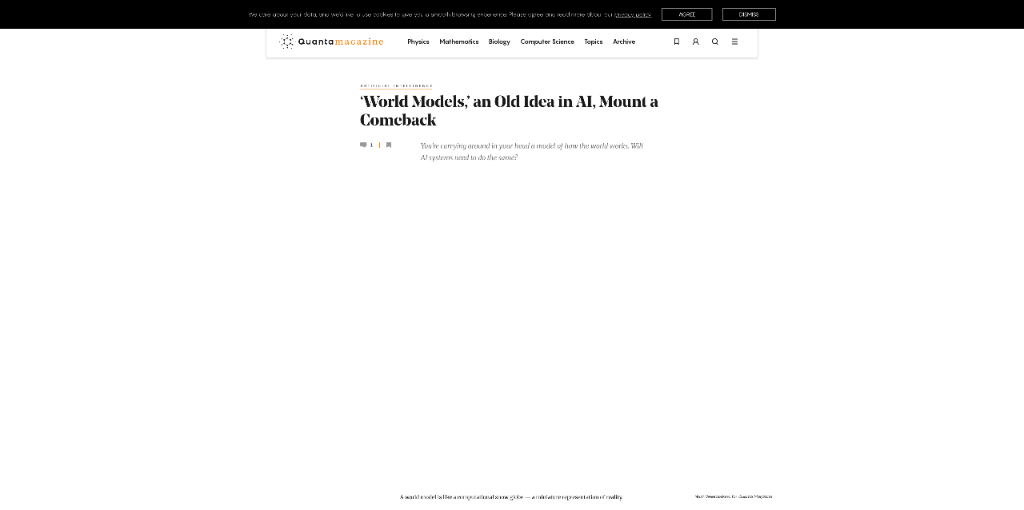 We care about your data, and we'd like to use cookies to give you a smooth browsing experience. Please agree and read more about our privacy policy. AGREE DISMISS
Quanta magazine Physics Mathematics Biology Computer Science Topics Archive
ARTIFICIAL INTELLIGENCE
‘World Models,’ an Old Idea in AI, Mount a
Comeback
1 | You’re carrying around in your head a model of how the world works. Will
AI systems need to do the same?
A world model is like a computational snow globe — a miniature representation of reality.
for Quanta Magazine